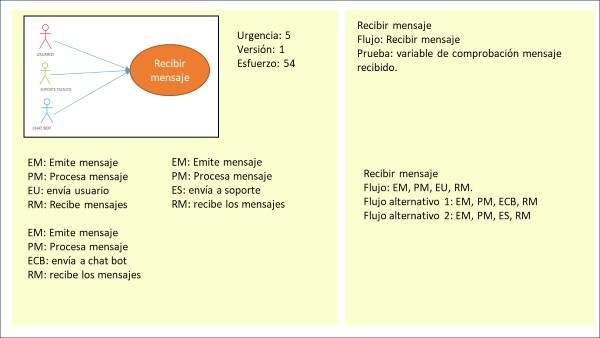 USUARIO
SOPORTE TECNICO
CHAT BOT
Recibir
mensaje
Urgencia: 5
Versión: 1
Esfuerzo: 54
EM: Emite mensaje
PM: Procesa mensaje
EU: envía usuario
RM: Recibe mensajes
EM: Emite mensaje
PM: Procesa mensaje
ES: envía a soporte
RM: recibe los mensajes
EM: Emite mensaje
PM: Procesa mensaje
ECB: envía a chat bot
RM: recibe los mensajes
Recibir mensaje
Flujo: Recibir mensaje
Prueba: variable de comprobación mensaje
recibido.
Recibir mensaje
Flujo: EM, PM, EU, RM.
Flujo alternativo 1: EM, PM, ECB, RM
Flujo alternativo 2: EM, PM, ES, RM